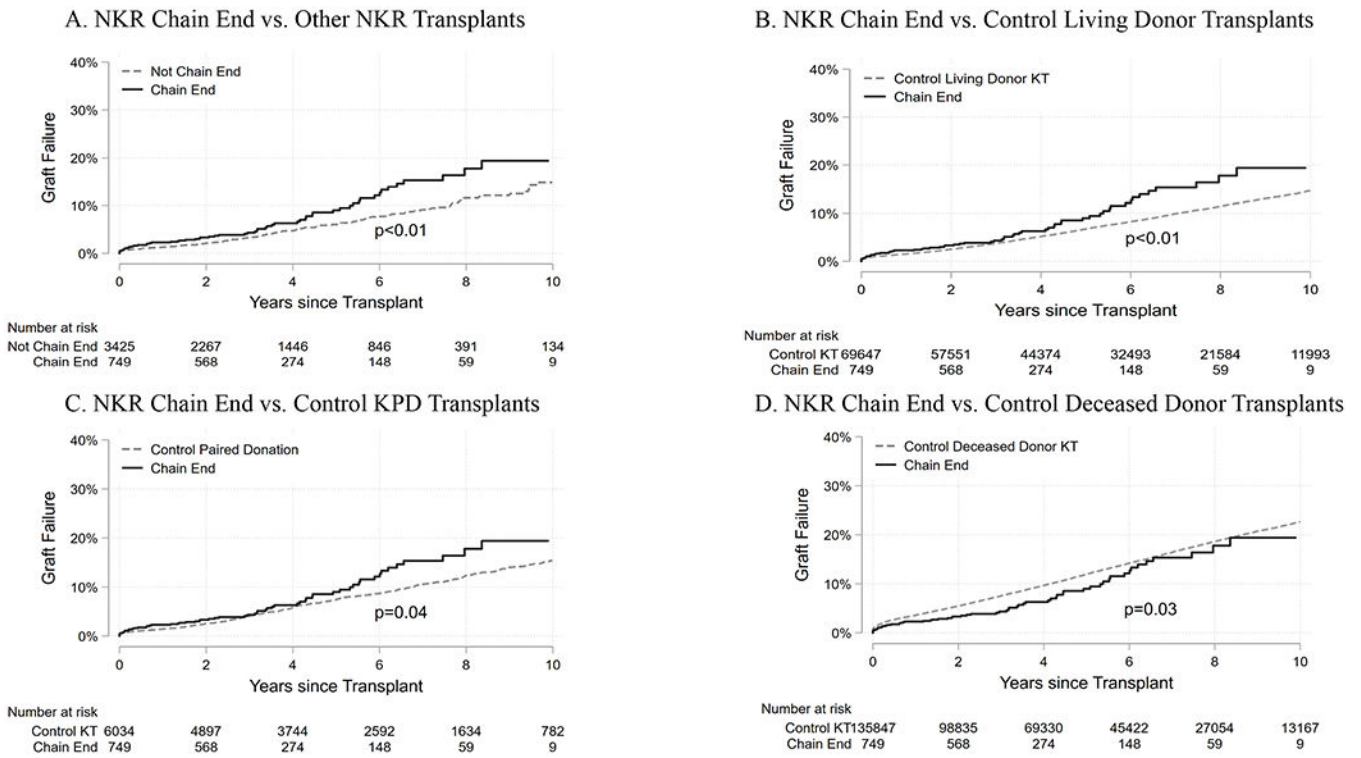 A. NKR Chain End vs. Other NKR Transplants
40%
30%
20%
10%
0%
Graft Failure
Not Chain End
Chain End
p<0.01
0 2 4 6 8 10
Years since Transplant
Number at risk
Not Chain End 3425 2267 1446 846 391 134
Chain End 749 568 274 148 59 9
B. NKR Chain End vs. Control Living Donor Transplants
40%
30%
20%
10%
0%
Graft Failure
Control Living Donor KT
Chain End
p<0.01
0 2 4 6 8 10
Years since Transplant
Number at risk
Control KT 69647 57551 44374 32493 21584 11993
Chain End 749 568 274 148 59 9
C. NKR Chain End vs. Control KPD Transplants
40%
30%
20%
10%
0%
Graft Failure
Control Paired Donation
Chain End
p=0.04
0 2 4 6 8 10
Years since Transplant
Number at risk
Control KT 6034 4897 3744 2592 1634 782
Chain End 749 568 274 148 59 9
D. NKR Chain End vs. Control Deceased Donor Transplants
40%
30%
20%
10%
0%
Graft Failure
Control Deceased Donor KT
Chain End
p=0.03
0 2 4 6 8 10
Years since Transplant
Number at risk
Control KT 135847 98835 69330 45422 27054 13167
Chain End 749 568 274 148 59 9